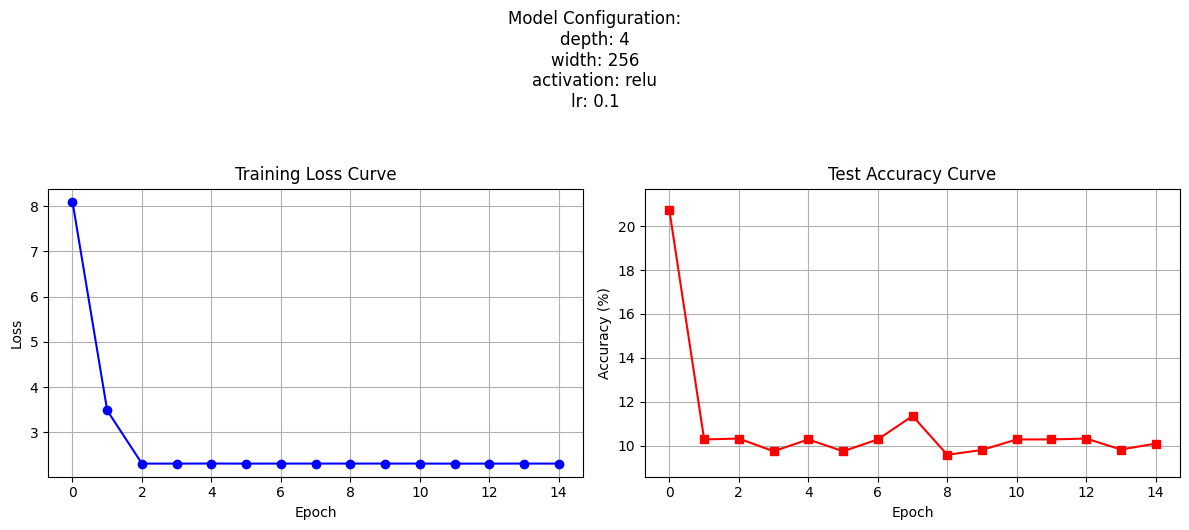 Model Configuration:
depth: 4
width: 256
activation: relu
lr: 0.1
Training Loss Curve
8
7
6
5
4
3
Loss
0 2 4 6 8 10 12 14
Epoch
Test Accuracy Curve
20
18
16
14
12
10
Accuracy (%)
0 2 4 6 8 10 12 14
Epoch